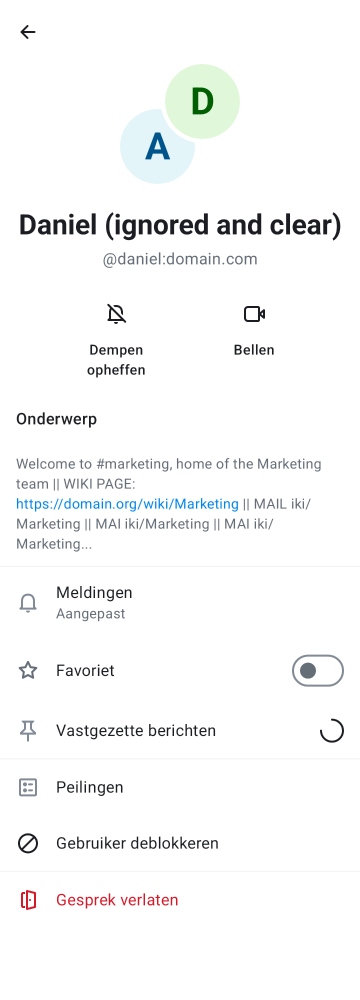 D
A
Daniel (ignored and clear)
@daniel:domain.com
Dempen
opheffen
Bellen
Onderwerp
Welcome to #marketing, home of the Marketing
team || WIKI PAGE:
https://domain.org/wiki/Marketing || MAIL iki/
Marketing || MAI iki/Marketing || MAI iki/
Marketing...
Meldingen
Aangepast
Favoriet
Vastgezette berichten
Peilingen
Gebruiker deblokkeren
Gesprek verlaten